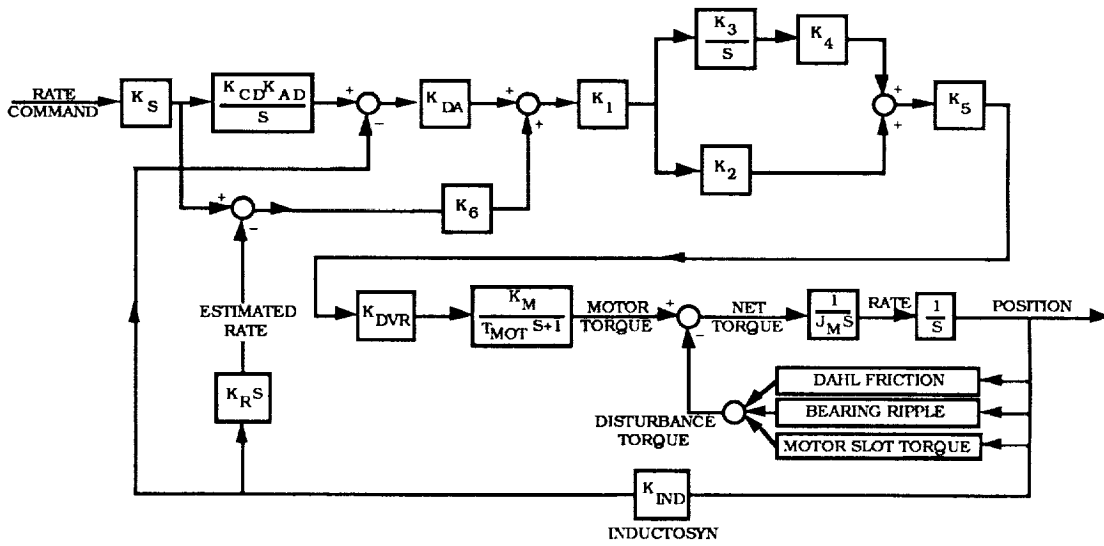 RATE
COMMAND
K_S
K_CD K_AD
S
+
-
K_DA
+
+
K_1
K_3
S
K_4
+
+
K_5
K_2
+
-
K_6
ESTIMATED
RATE
K_R S
K_DVR
K_M
T_MOT S+1
MOTOR
TORQUE
+
-
NET
TORQUE
1
J_M S
RATE
1
S
POSITION
DAHL FRICTION
BEARING RIPPLE
MOTOR SLOT TORQUE
DISTURBANCE
TORQUE
K_IND
INDUCTOSYN